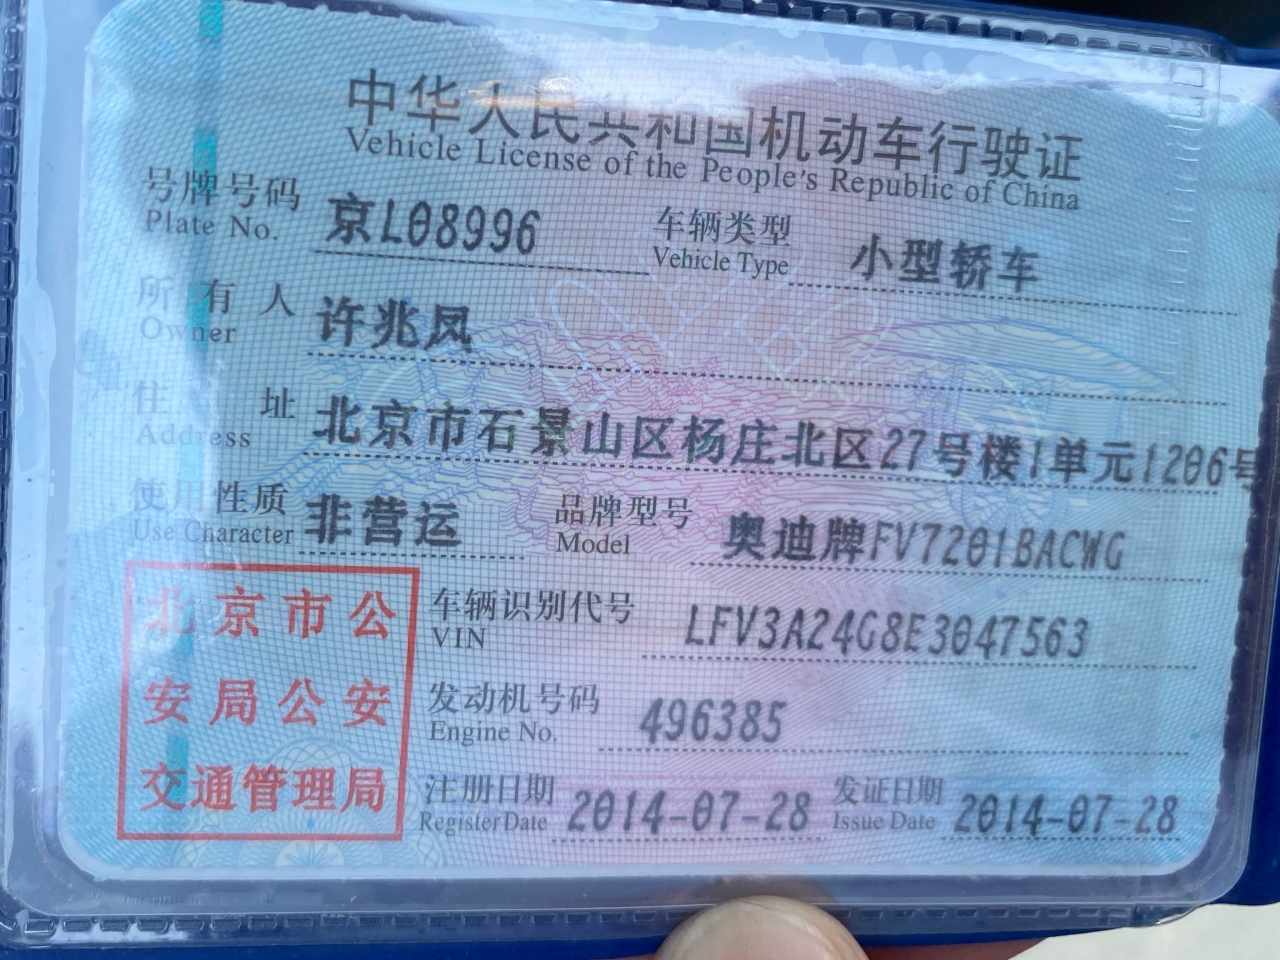 中华人民共和国机动车行驶证
Vehicle License of the People's Republic of China
号牌号码 京L08996 车辆类型 小型轿车
Plate No. Vehicle Type
所有人 许兆凤
Owner
住址 北京市石景山区杨庄北区27号楼1单元1206号
Address
使用性质 非营运 品牌型号 奥迪牌FV7201BACWG
Use Character Model
北京市公安局公安交通管理局
车辆识别代号 LFV3A24G8E3047563
VIN
发动机号码 496385
Engine No.
注册日期 2014-07-28 发证日期 2014-07-28
Register Date Issue Date